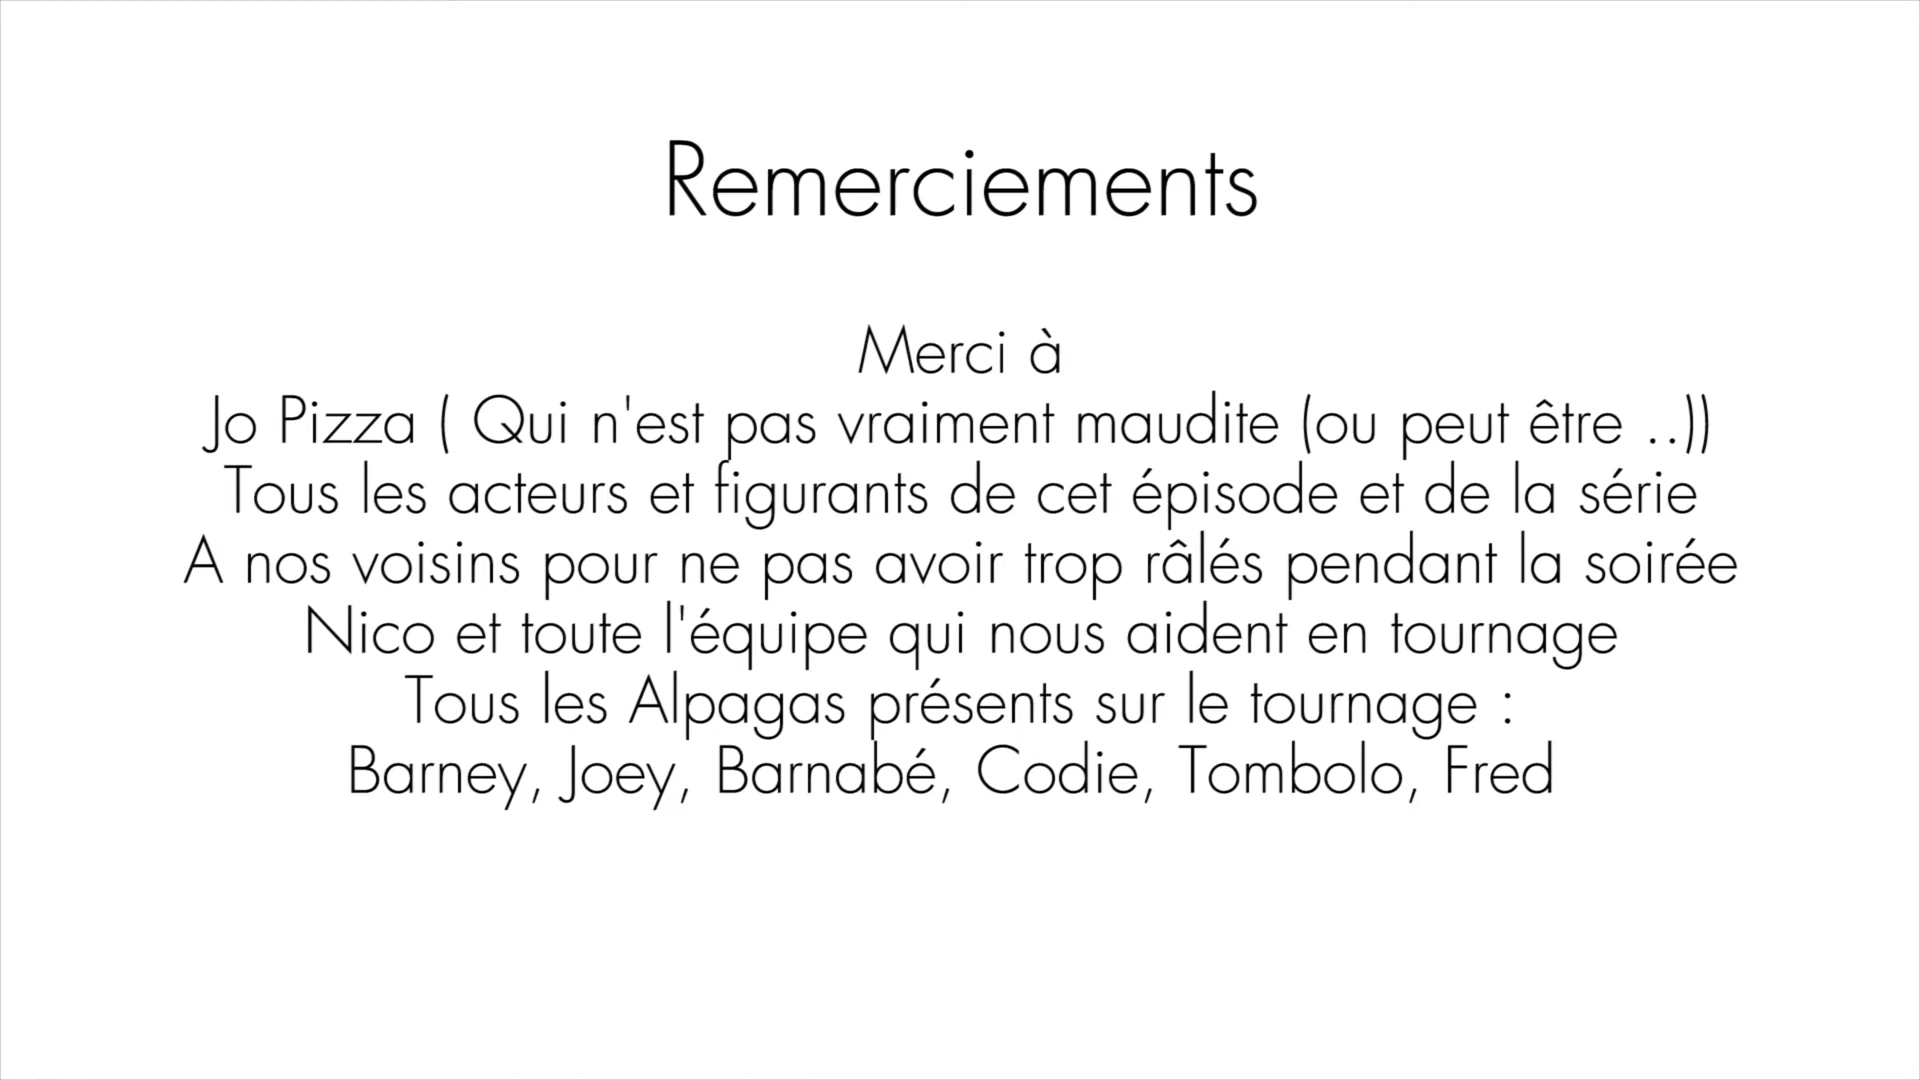 Remerciements
Merci à
Jo Pizza ( Qui n'est pas vraiment maudite (ou peut être ..))
Tous les acteurs et figurants de cet épisode et de la série
A nos voisins pour ne pas avoir trop râlés pendant la soirée
Nico et toute l'équipe qui nous aident en tournage
Tous les Alpagas présents sur le tournage :
Barney, Joey, Barnabé, Codie, Tombolo, Fred